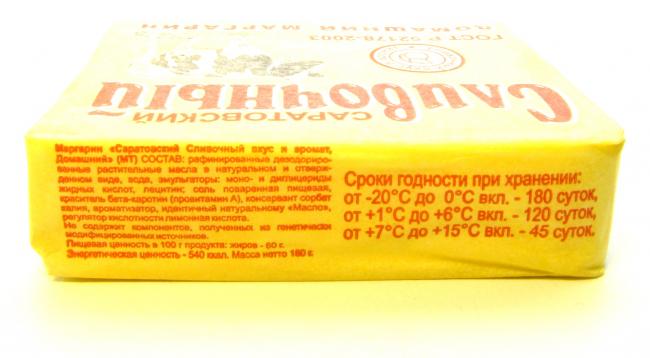 ДОМАШНИЙ МАРГАРИН
ГОСТ Р 52178-2003
САРАТОВСКИЙ
Сливочный
Маргарин «Саратовский Сливочный вкус и аромат,
Домашний» (МТ) СОСТАВ: рафинированные дезодориро-
ванные растительные масла в натуральном и отверж-
денном виде, вода, эмульгаторы: моно- и диглицериды
жирных кислот, лецитин; соль поваренная пищевая,
краситель бета-каротин (провитамин А), консервант сорбат
калия, ароматизатор, идентичный натуральному «Масло»,
регулятор кислотности лимонная кислота.
Не содержит компонентов, полученных из генетически
модифицированных источников.
Пищевая ценность в 100 г продукта: жиров - 60 г.
Энергетическая ценность - 540 ккал. Масса нетто 180 г.
Сроки годности при хранении:
от -20°С до 0°С вкл. - 180 суток,
от +1°С до +6°С вкл. - 120 суток,
от +7°С до +15°С вкл. - 45 суток.